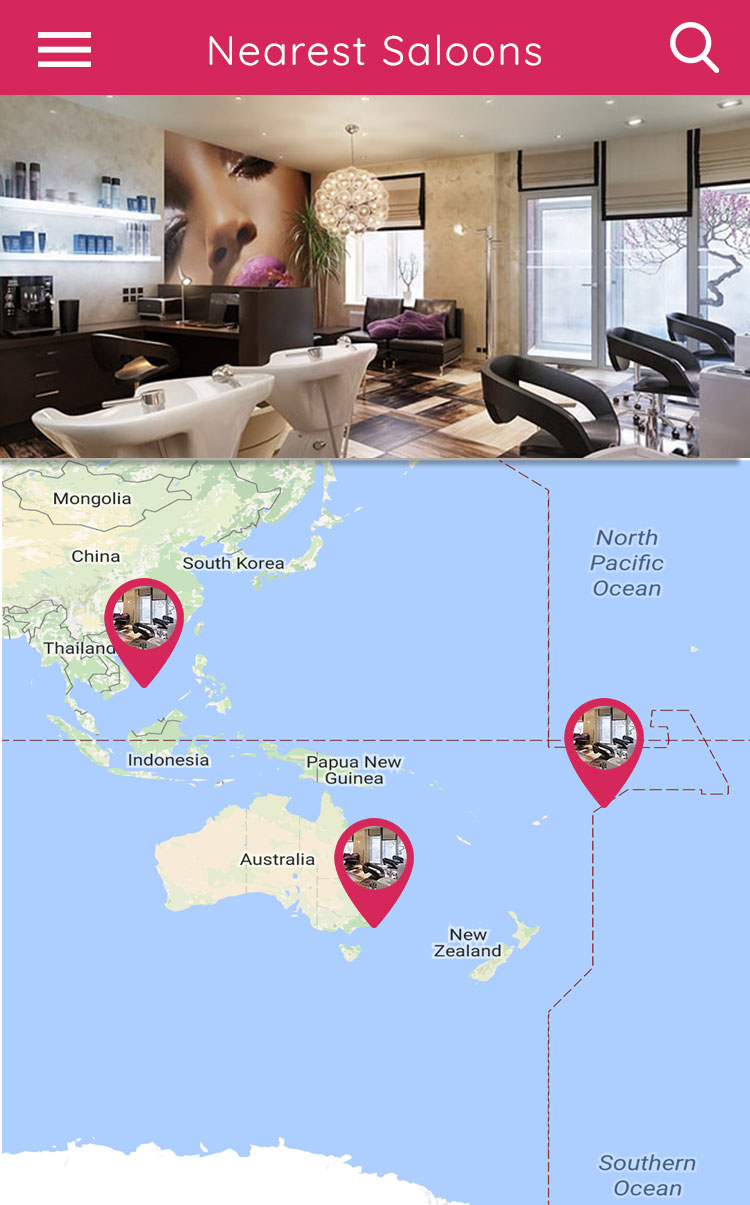 Nearest Saloons
Mongolia
North
Pacific
Ocean
China
South Korea
Thailand
Indonesia
Papua New
Guinea
Australia
New
Zealand
Southern
Ocean